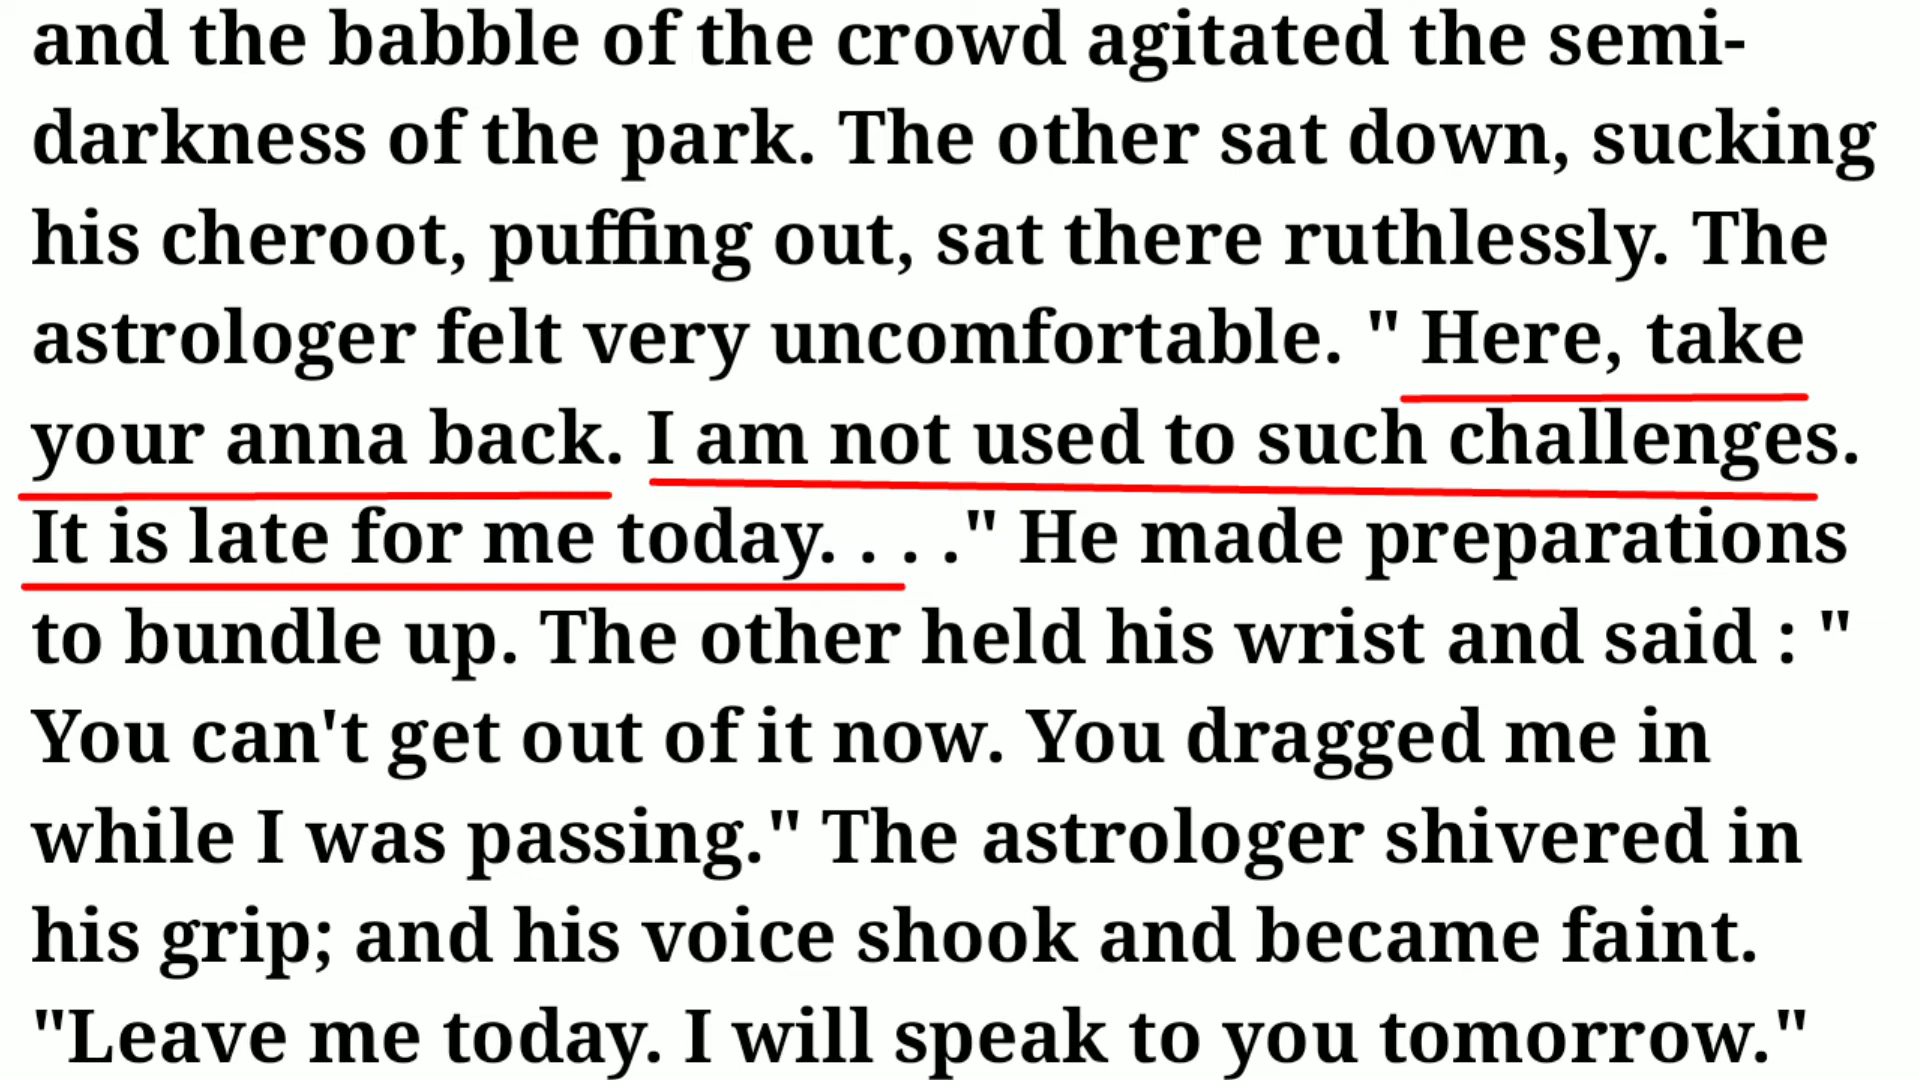 and the babble of the crowd agitated the semi-
darkness of the park. The other sat down, sucking
his cheroot, puffing out, sat there ruthlessly. The
astrologer felt very uncomfortable. " Here, take
your anna back. I am not used to such challenges.
It is late for me today. . . ." He made preparations
to bundle up. The other held his wrist and said : "
You can't get out of it now. You dragged me in
while I was passing." The astrologer shivered in
his grip; and his voice shook and became faint.
"Leave me today. I will speak to you tomorrow."